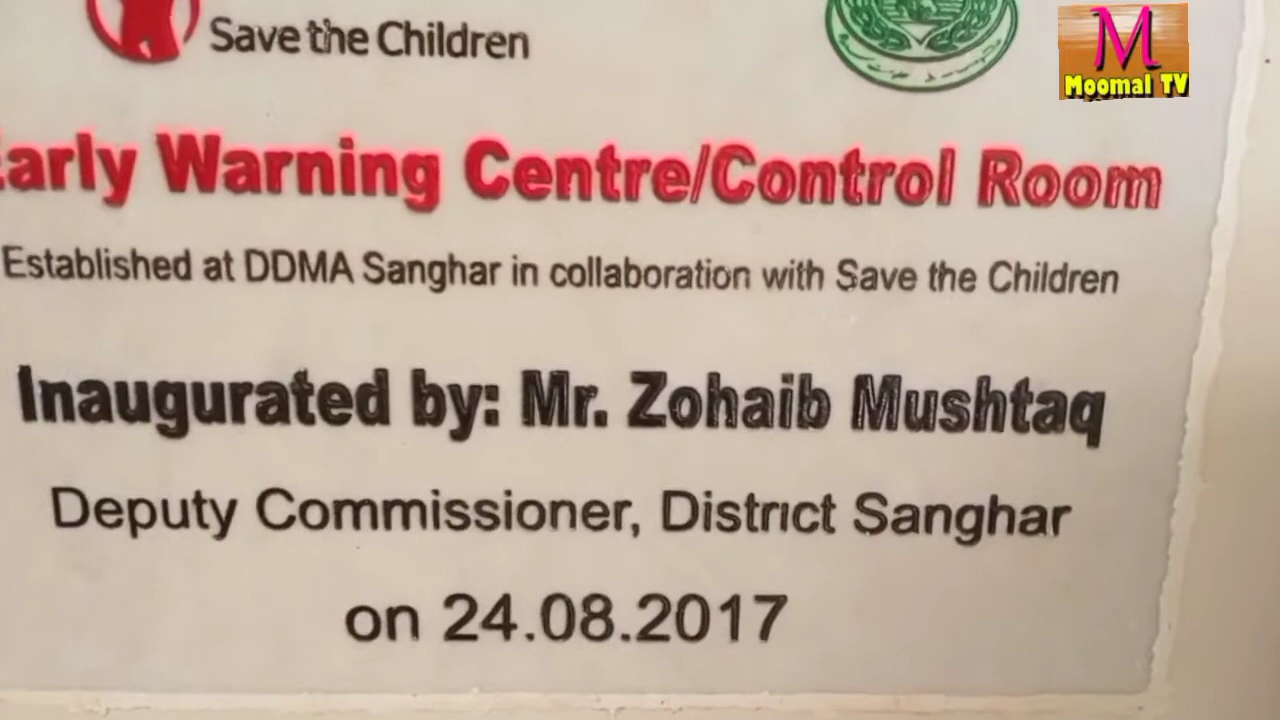 Save the Children
M
Moomal TV
Early Warning Centre/Control Room
Established at DDMA Sanghar in collaboration with Save the Children
Inaugurated by: Mr. Zohaib Mushtaq
Deputy Commissioner, District Sanghar
on 24.08.2017